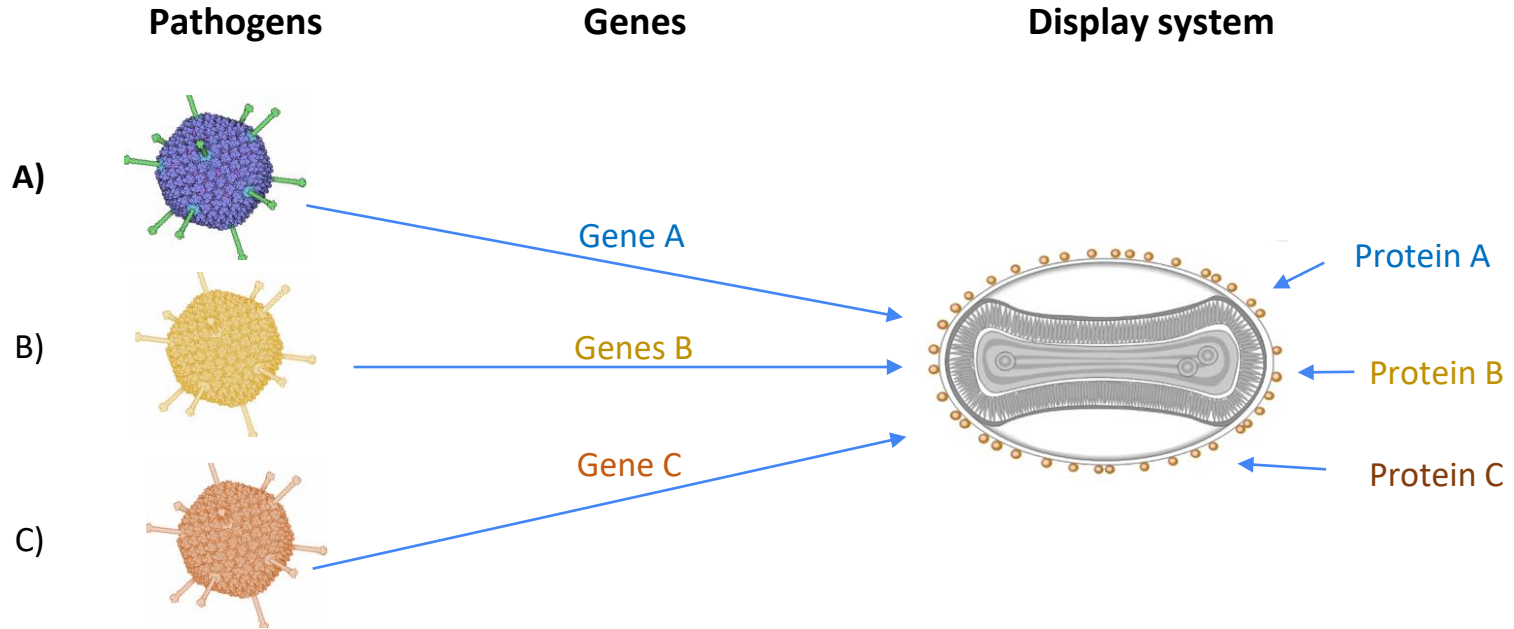 Pathogens Genes Display system
A)
Gene A
Protein A
B)
Genes B
Protein B
Gene C
Protein C
C)